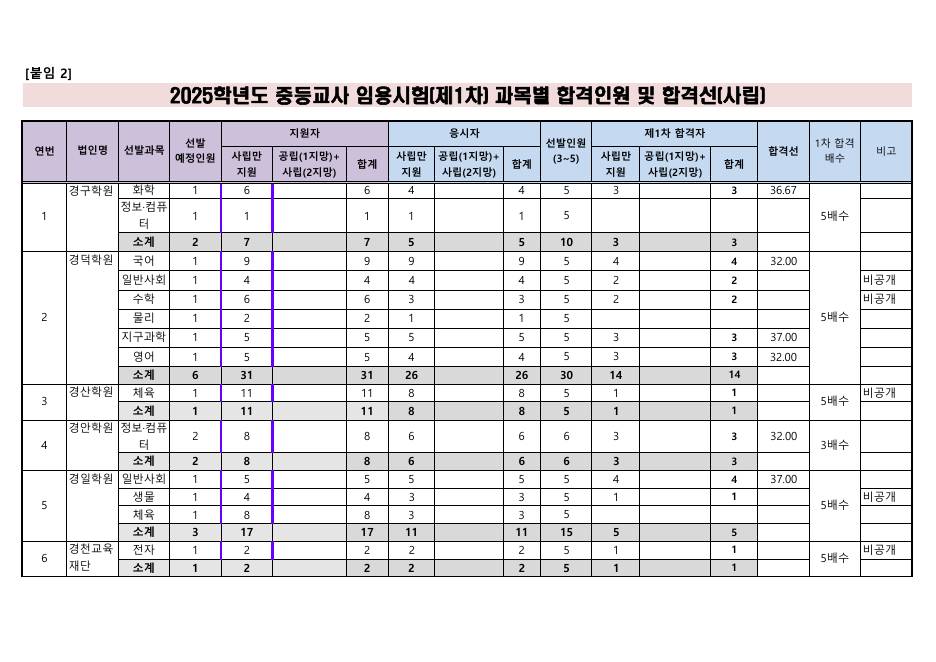 [붙임 2]
2025학년도 중등교사 임용시험(제1차) 과목별 합격인원 및 합격선(사립)
연번 법인명 선발과목 선발 예정인원 지원자 응시자 선발인원 (3~5) 제1차 합격자 합격선 1차 합격 배수 비고
사립만 지원 공립(1지망)+ 사립(2지망) 합계 사립만 지원 공립(1지망)+ 사립(2지망) 합계 사립만 지원 공립(1지망)+ 사립(2지망) 합계
1 경구학원 화학 1 6 6 4 4 5 3 3 36.67 5배수
정보·컴퓨터 1 1 1 1 1 5
소계 2 7 7 5 5 10 3 3
2 경덕학원 국어 1 9 9 9 9 5 4 4 32.00 5배수
일반사회 1 4 4 4 4 5 2 2 비공개
수학 1 6 6 3 3 5 2 2 비공개
물리 1 2 2 1 1 5
지구과학 1 5 5 5 5 5 3 3 37.00
영어 1 5 5 4 4 5 3 3 32.00
소계 6 31 31 26 26 30 14 14
3 경산학원 체육 1 11 11 8 8 5 1 1 5배수 비공개
소계 1 11 11 8 8 5 1 1
4 경안학원 정보·컴퓨터 2 8 8 6 6 6 3 3 32.00 3배수
소계 2 8 8 6 6 6 3 3
5 경일학원 일반사회 1 5 5 5 5 5 4 4 37.00 5배수
생물 1 4 4 3 3 5 1 1 비공개
체육 1 8 8 3 3 5
소계 3 17 17 11 11 15 5 5
6 경천교육재단 전자 1 2 2 2 2 5 1 1 5배수 비공개
소계 1 2 2 2 2 5 1 1